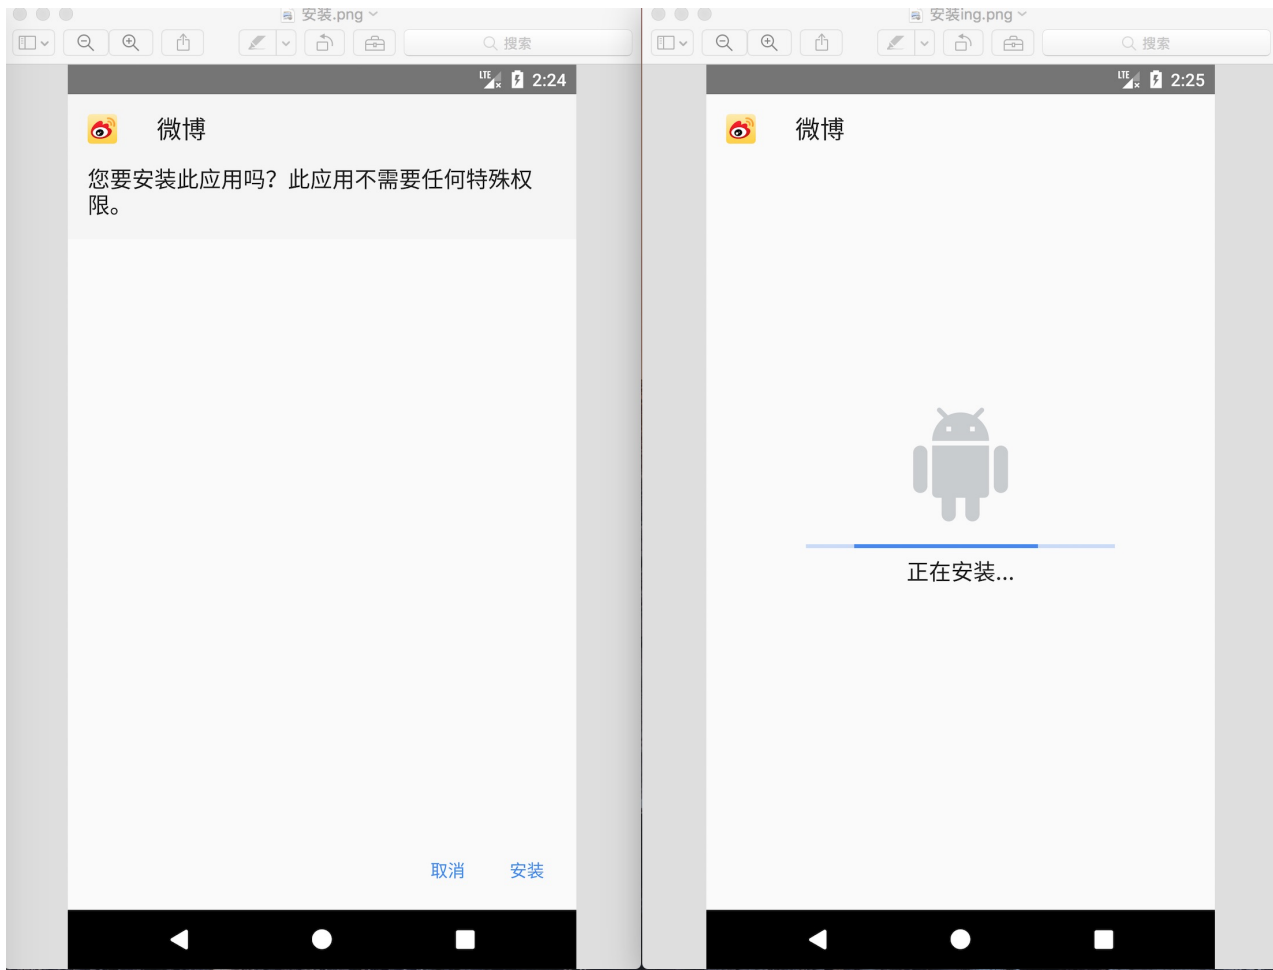 安装.png
搜索
LTE 2:24
微博
您要安装此应用吗？此应用不需要任何特殊权
限。
取消 安装
安装ing.png
搜索
LTE 2:25
微博
正在安装...